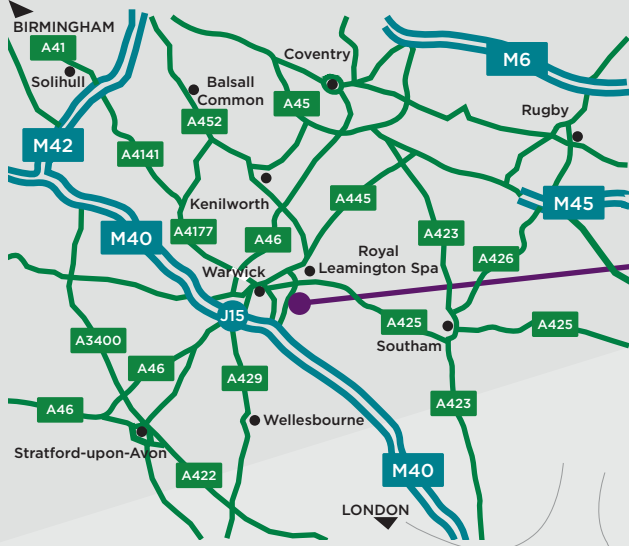 BIRMINGHAM
A41
Solihull
Coventry
M6
Balsall
Common
A45
Rugby
A452
M42
A4141
Kenilworth
A445
M45
A4177
A46
A423
M40
Royal
Leamington Spa
A426
Warwick
J15
A425
A425
Southam
A3400
A46
A429
A46
A423
Wellesbourne
Stratford-upon-Avon
A422
M40
LONDON